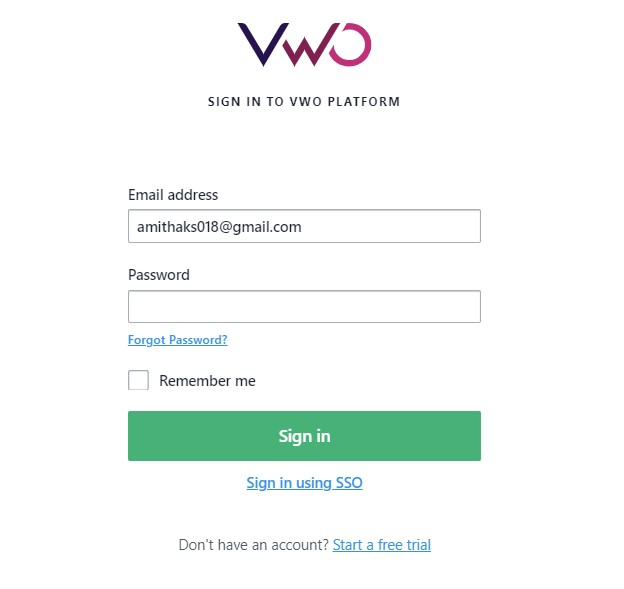 VWO
SIGN IN TO VWO PLATFORM
Email address
amithaks018@gmail.com
Password
Forgot Password?
Remember me
Sign in
Sign in using SSO
Don't have an account? Start a free trial